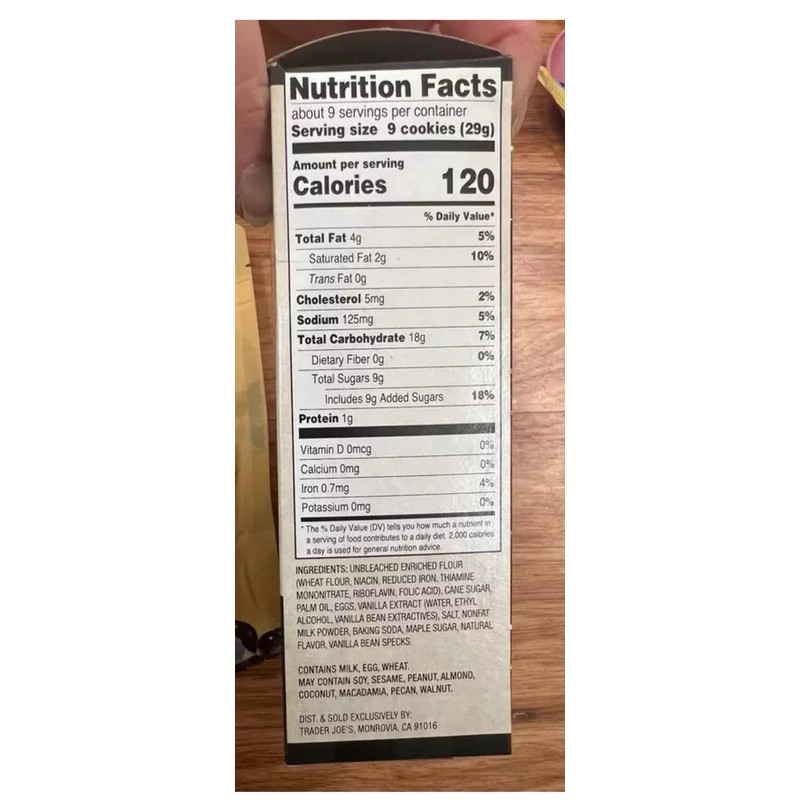 Nutrition Facts
about 9 servings per container
Serving size 9 cookies (29g)
Amount per serving
Calories 120
% Daily Value*
Total Fat 4g 5%
Saturated Fat 2g 10%
Trans Fat 0g
Cholesterol 5mg 2%
Sodium 125mg 5%
Total Carbohydrate 18g 7%
Dietary Fiber 0g 0%
Total Sugars 9g
Includes 9g Added Sugars 18%
Protein 1g
Vitamin D 0mcg 0%
Calcium 0mg 0%
Iron 0.7mg 4%
Potassium 0mg 0%
* The % Daily Value (DV) tells you how much a nutrient in
a serving of food contributes to a daily diet. 2,000 calories
a day is used for general nutrition advice.
INGREDIENTS: UNBLEACHED ENRICHED FLOUR
(WHEAT FLOUR, NIACIN, REDUCED IRON, THIAMINE
MONONITRATE, RIBOFLAVIN, FOLIC ACID), CANE SUGAR,
PALM OIL, EGGS, VANILLA EXTRACT (WATER, ETHYL
ALCOHOL, VANILLA BEAN EXTRACTIVES), SALT, NONFAT
MILK POWDER, BAKING SODA, MAPLE SUGAR, NATURAL
FLAVOR, VANILLA BEAN SPECKS.
CONTAINS MILK, EGG, WHEAT.
MAY CONTAIN SOY, SESAME, PEANUT, ALMOND,
COCONUT, MACADAMIA, PECAN, WALNUT.
DIST. & SOLD EXCLUSIVELY BY:
TRADER JOE'S, MONROVIA, CA 91016